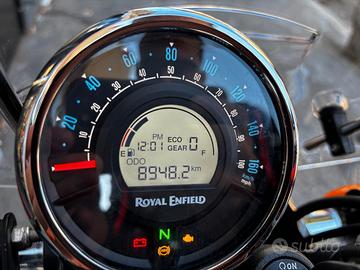 20 40 60 80 100 120 140 160
10 20 30 40 50 60 70 80 90 100
km/h
mph
PM ECO
12:01 GEAR 0
E F
ODO
8948.2 km
ROYAL ENFIELD
N
ON
subito